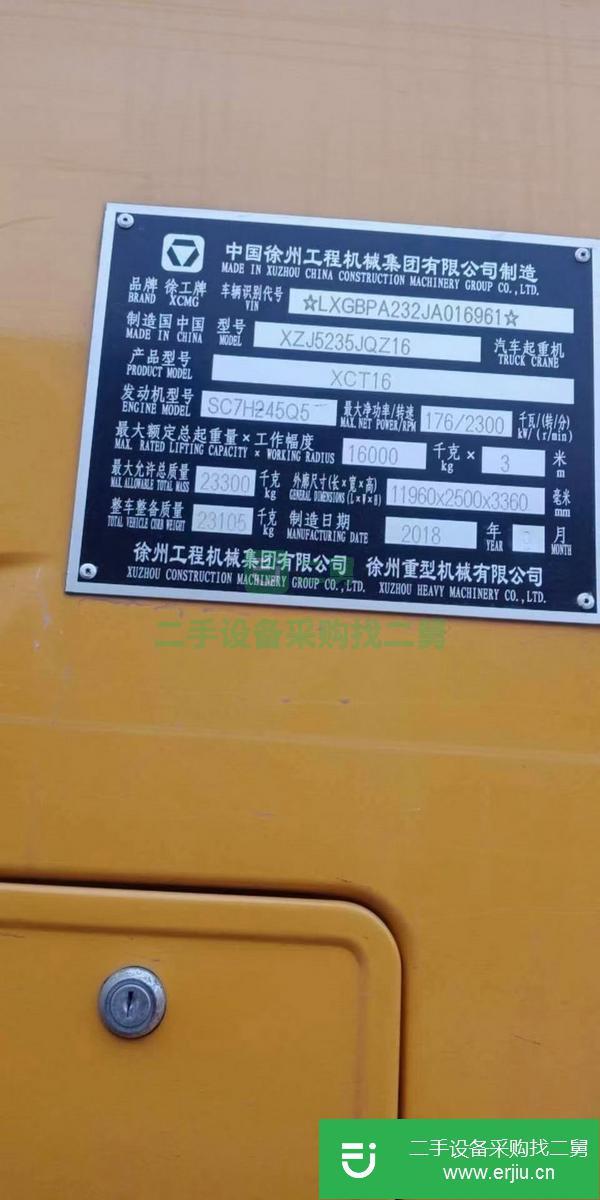 中国徐州工程机械集团有限公司制造
MADE IN XUZHOU CHINA CONSTRUCTION MACHINERY GROUP CO.,LTD.
品牌 徐工牌 车辆识别代号 ☆LXGBPA232JA016961☆
BRAND XCMG VIN
制造国中国 型号 XZJ5235JQZ16 汽车起重机
MADE IN CHINA MODEL TRUCK CRANE
产品型号 XCT16
PRODUCT MODEL
发动机型号 SC7H245Q5 最大净功率/转速 176/2300 千瓦/(转/分)
ENGINE MODEL MAX.NET POWER/RPM kW/(r/min)
最大额定总起重量×工作幅度 16000 千克 × 3 米
MAX. RATED LIFTING CAPACITY × WORKING RADIUS kg m
最大允许总质量 23300 千克 外廓尺寸(长×宽×高) 11960x2500x3360 毫米
MAX. ALLOWABLE TOTAL MASS kg GENERAL DIMENSIONS(L×W×H) mm
整车整备质量 23105 千克 制造日期 2018 年 月
TOTAL VEHICLE CURB WEIGHT kg MANUFACTURING DATE YEAR MONTH
徐州工程机械集团有限公司 徐州重型机械有限公司
XUZHOU CONSTRUCTION MACHINERY GROUP CO.,LTD. XUZHOU HEAVY MACHINERY CO.,LTD.
二手设备采购找二舅
二手设备采购找二舅
www.erjiu.cn